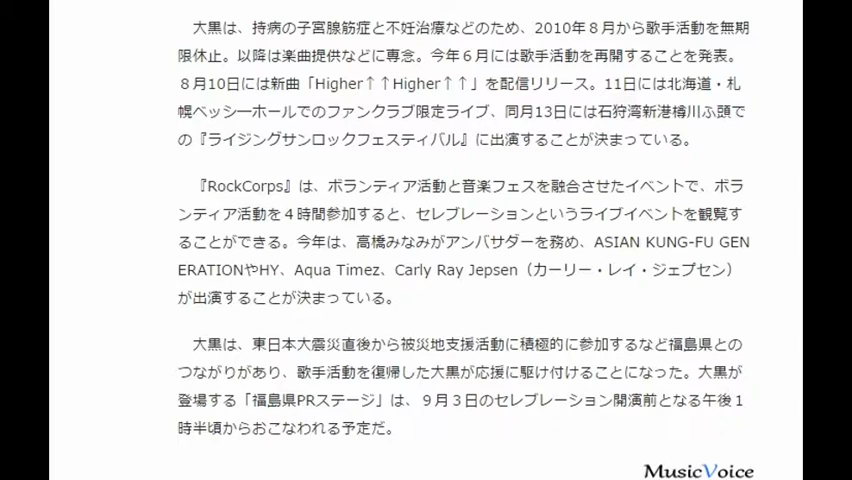 大黒は、持病の子宮腺筋症と不妊治療などのため、2010年８月から歌手活動を無期
限休止。以降は楽曲提供などに専念。今年６月には歌手活動を再開することを発表。
８月10日には新曲「Higher↑↑Higher↑↑」を配信リリース。11日には北海道・札
幌ベッシーホールでのファンクラブ限定ライブ、同月13日には石狩湾新港樽川ふ頭で
の『ライジングサンロックフェスティバル』に出演することが決まっている。
『RockCorps』は、ボランティア活動と音楽フェスを融合させたイベントで、ボラ
ンティア活動を４時間参加すると、セレブレーションというライブイベントを観覧す
ることができる。今年は、高橋みなみがアンバサダーを務め、ASIAN KUNG-FU GEN
ERATIONやHY、Aqua Timez、Carly Ray Jepsen（カーリー・レイ・ジェプセン）
が出演することが決まっている。
大黒は、東日本大震災直後から被災地支援活動に積極的に参加するなど福島県との
つながりがあり、歌手活動を復帰した大黒が応援に駆け付けることになった。大黒が
登場する「福島県PRステージ」は、９月３日のセレブレーション開演前となる午後１
時半頃からおこなわれる予定だ。
MusicVoice